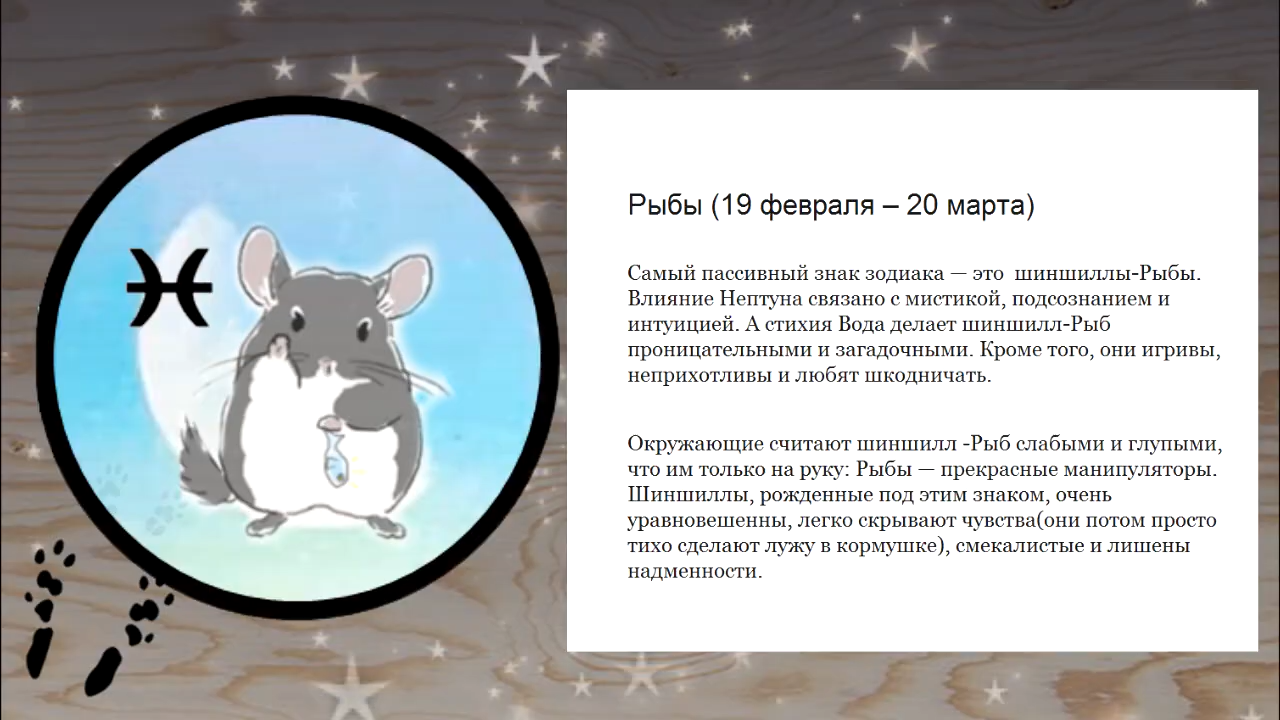 Рыбы (19 февраля – 20 марта)
Самый пассивный знак зодиака — это  шиншиллы-Рыбы.
Влияние Нептуна связано с мистикой, подсознанием и
интуицией. А стихия Вода делает шиншилл-Рыб
проницательными и загадочными. Кроме того, они игривы,
неприхотливы и любят шкодничать.
Окружающие считают шиншилл -Рыб слабыми и глупыми,
что им только на руку: Рыбы — прекрасные манипуляторы.
Шиншиллы, рожденные под этим знаком, очень
уравновешенны, легко скрывают чувства(они потом просто
тихо сделают лужу в кормушке), смекалистые и лишены
надменности.